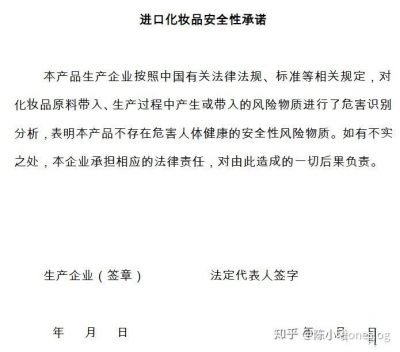 进口化妆品安全性承诺
本产品生产企业按照中国有关法律法规、标准等相关规定，对
化妆品原料带入、生产过程中产生或带入的风险物质进行了危害识别
分析，表明本产品不存在危害人体健康的安全性风险物质。如有不实
之处，本企业承担相应的法律责任，对由此造成的一切后果负责。
生产企业（签章） 法定代表人签字
年 月 日 年 月 日
知乎 @陈小